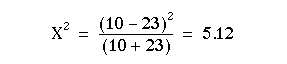 X² = (10 – 23)² / (10 + 23) = 5.12